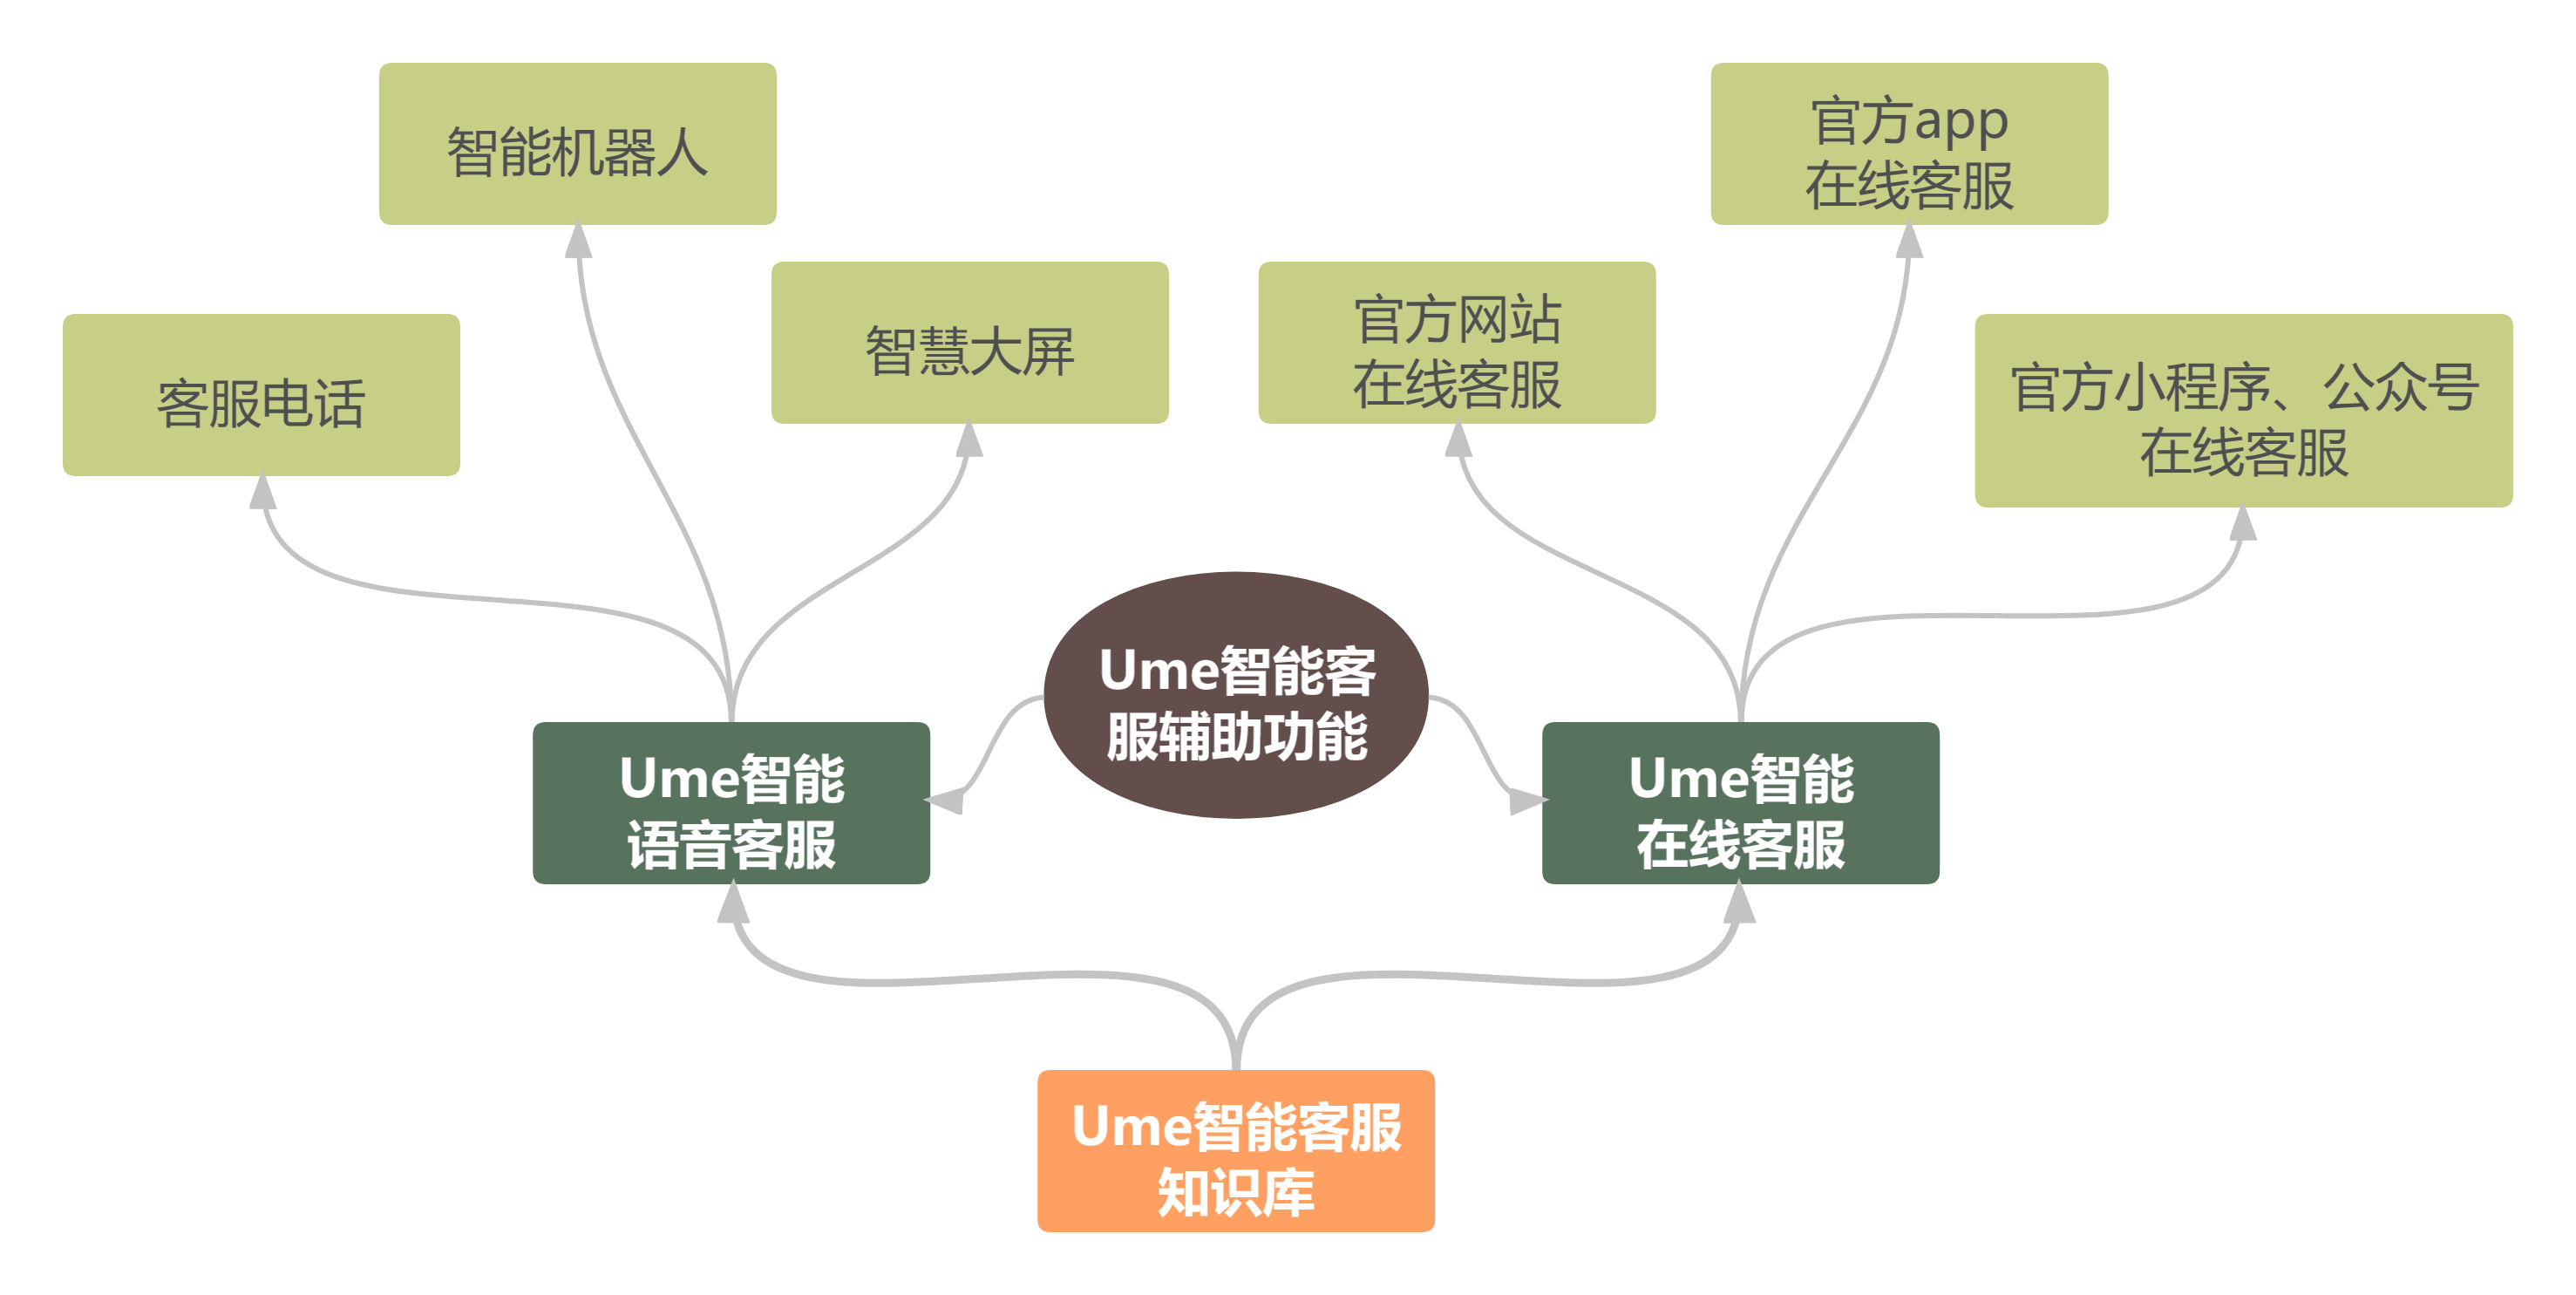 智能机器人
官方app
在线客服
客服电话
智慧大屏
官方网站
在线客服
官方小程序、公众号
在线客服
Ume智能客
服辅助功能
Ume智能
语音客服
Ume智能
在线客服
Ume智能客服
知识库